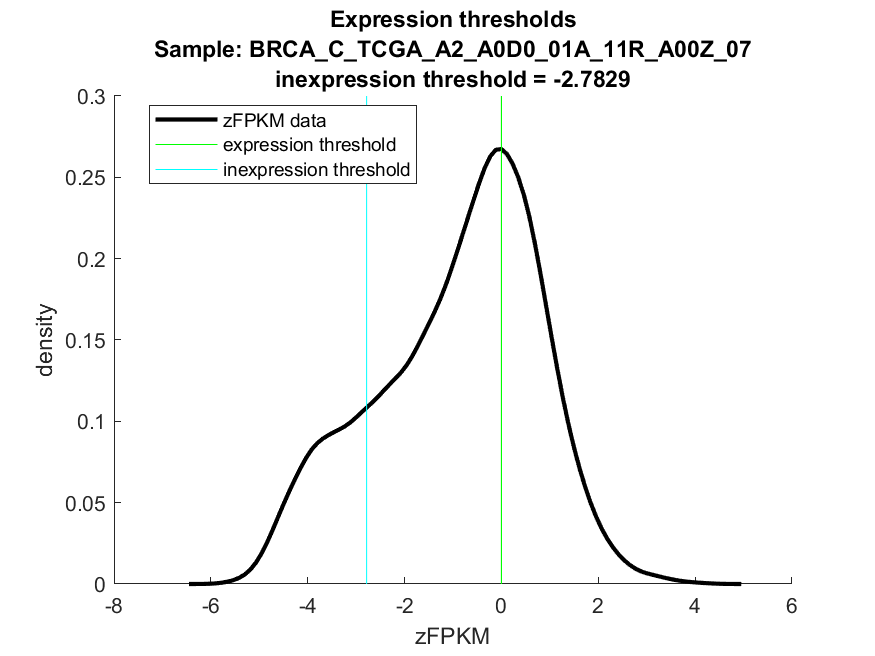 Expression thresholds
Sample: BRCA_C_TCGA_A2_A0D0_01A_11R_A00Z_07
inexpression threshold = -2.7829
zFPKM data
expression threshold
inexpression threshold
0.3
0.25
0.2
0.15
0.1
0.05
0
density
-8 -6 -4 -2 0 2 4 6
zFPKM